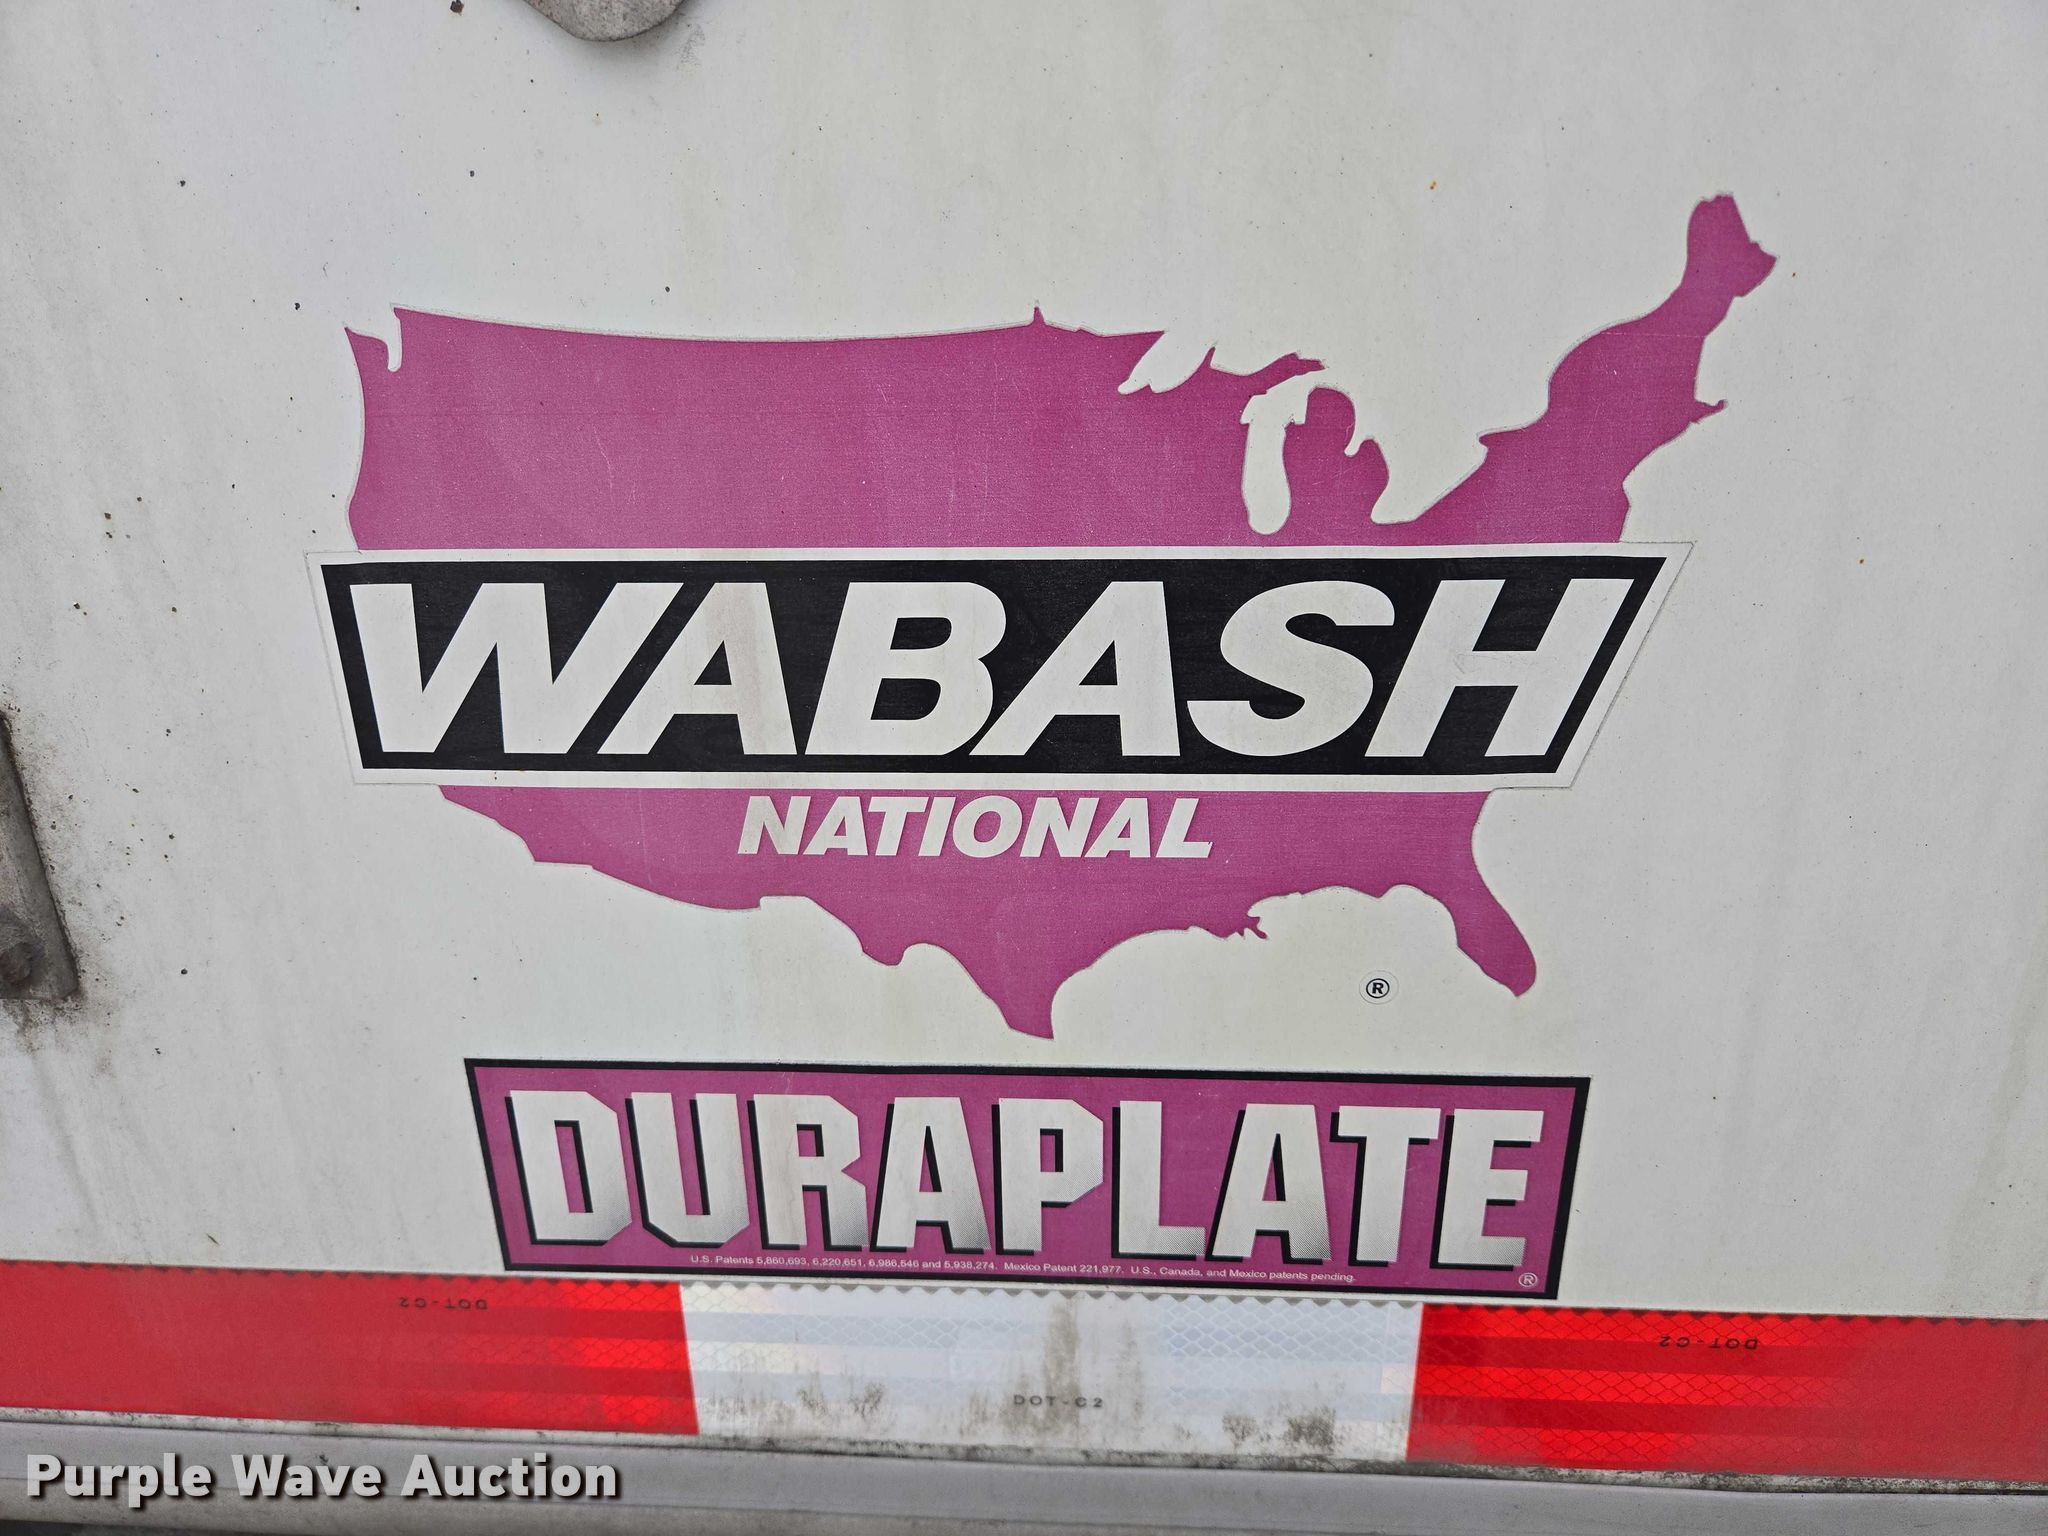 WABASH
NATIONAL
®
DURAPLATE
U.S. Patents 5,860,693, 6,220,651, 6,986,546 and 5,938,274. Mexico Patent 221,977. U.S., Canada, and Mexico patents pending.
®
DOT-C2
DOT-C2
DOT-C2
Purple Wave Auction